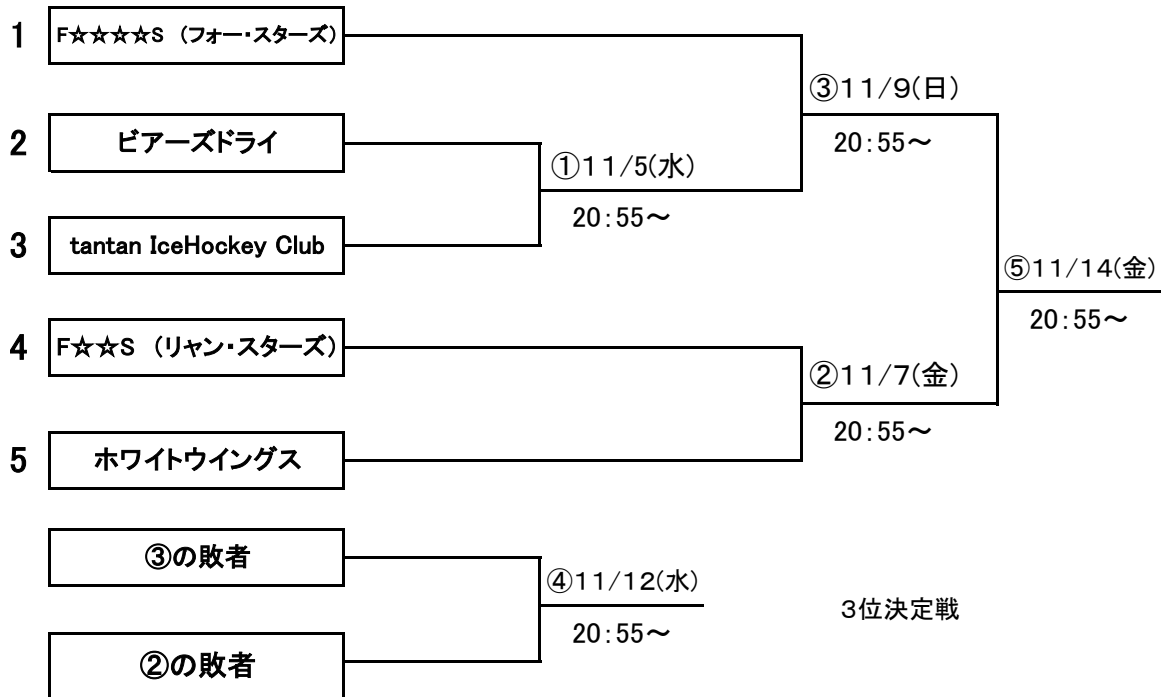 1 F☆☆☆☆S （フォー・スターズ）
③１１/９(日)
20:55～
2 ビアーズドライ
①１１/５(水)
20:55～
3 tantan IceHockey Club
⑤１１/１４(金)
20:55～
4 F☆☆S （リャン・スターズ）
②１１/７(金)
20:55～
5 ホワイトウイングス
③の敗者
④１１/１２(水)
20:55～
３位決定戦
②の敗者